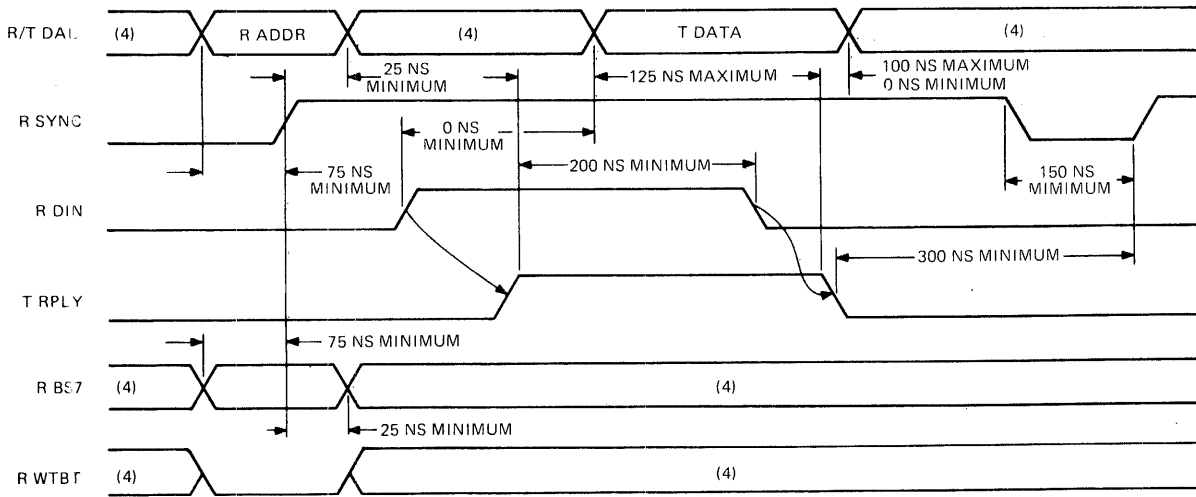 R/T DAL (4) R ADDR (4) T DATA (4)
25 NS
MINIMUM
125 NS MAXIMUM
100 NS MAXIMUM
0 NS MINIMUM
R SYNC
0 NS
MINIMUM
75 NS
MINIMUM
200 NS MINIMUM
150 NS
MIMIMUM
R DIN
300 NS MINIMUM
T RPLY
75 NS MINIMUM
R BS7 (4) (4)
25 NS MINIMUM
R WTBT (4) (4)